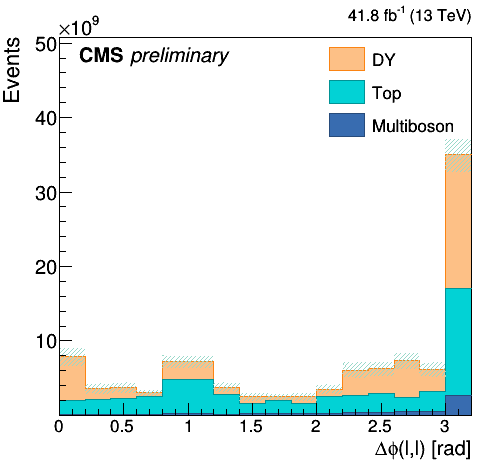 41.8 fb⁻¹ (13 TeV)
×10⁹
CMS preliminary
Events
DY
Top
Multiboson
50
40
30
20
10
0 0.5 1 1.5 2 2.5 3
Δϕ(l,l) [rad]